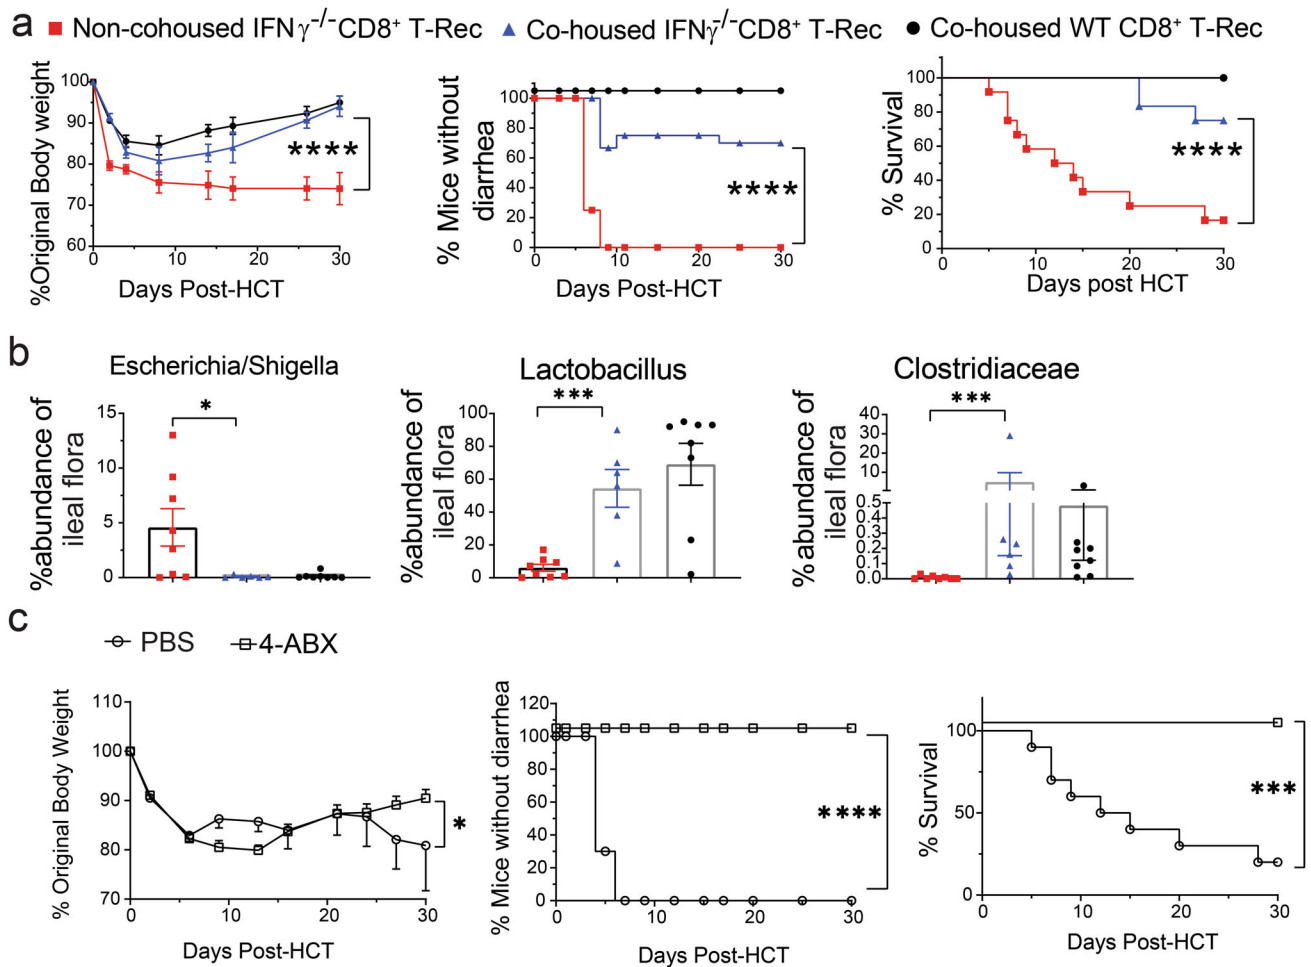 a Non-cohoused IFNγ-/-CD8+ T-Rec Co-housed IFNγ-/-CD8+ T-Rec Co-housed WT CD8+ T-Rec
%Original Body weight
100
90
80
70
60
0 10 20 30
Days Post-HCT
****
% Mice without
diarrhea
100
80
60
40
20
0
0 10 20 30
Days Post-HCT
****
% Survival
100
80
60
40
20
0
0 10 20 30
Days post HCT
****
b
Escherichia/Shigella
%abundance of
ileal flora
15
10
5
0
*
Lactobacillus
%abundance of
ileal flora
100
80
60
40
20
0
***
Clostridiaceae
%abundance of
ileal flora
40
30
20
10
0.5
0.4
0.3
0.2
0.1
0.0
***
c
PBS 4-ABX
% Original Body Weight
110
100
90
80
70
0 10 20 30
Days Post-HCT
*
% Mice without diarrhea
120
100
80
60
40
20
0
0 10 20 30
Days Post-HCT
****
% Survival
100
50
0
0 10 20 30
Days Post-HCT
***